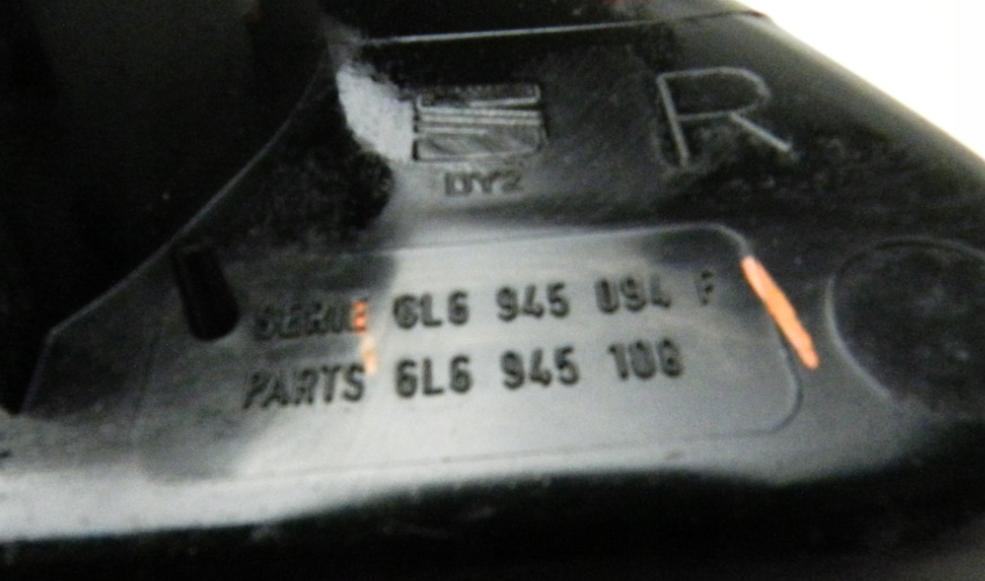 R
DY2
SERIE 6L6 945 094 F
PARTS 6L6 945 108